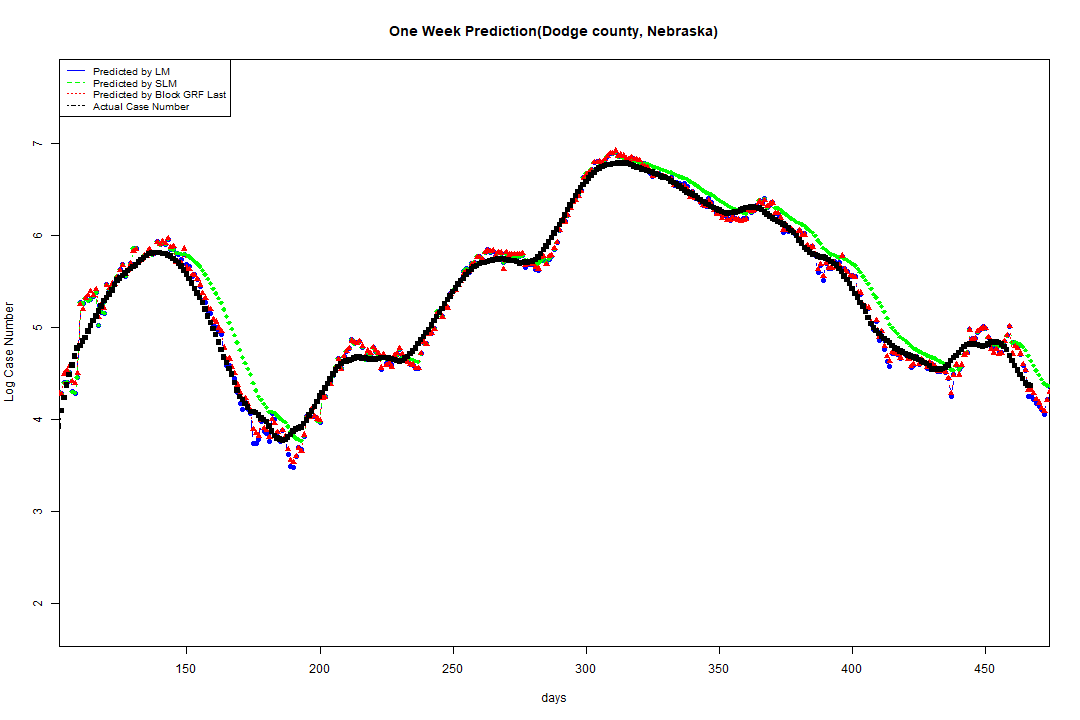 One Week Prediction(Dodge county, Nebraska)
Predicted by LM
Predicted by SLM
Predicted by Block GRF Last
Actual Case Number
7
6
5
4
3
2
Log Case Number
150 200 250 300 350 400 450
days